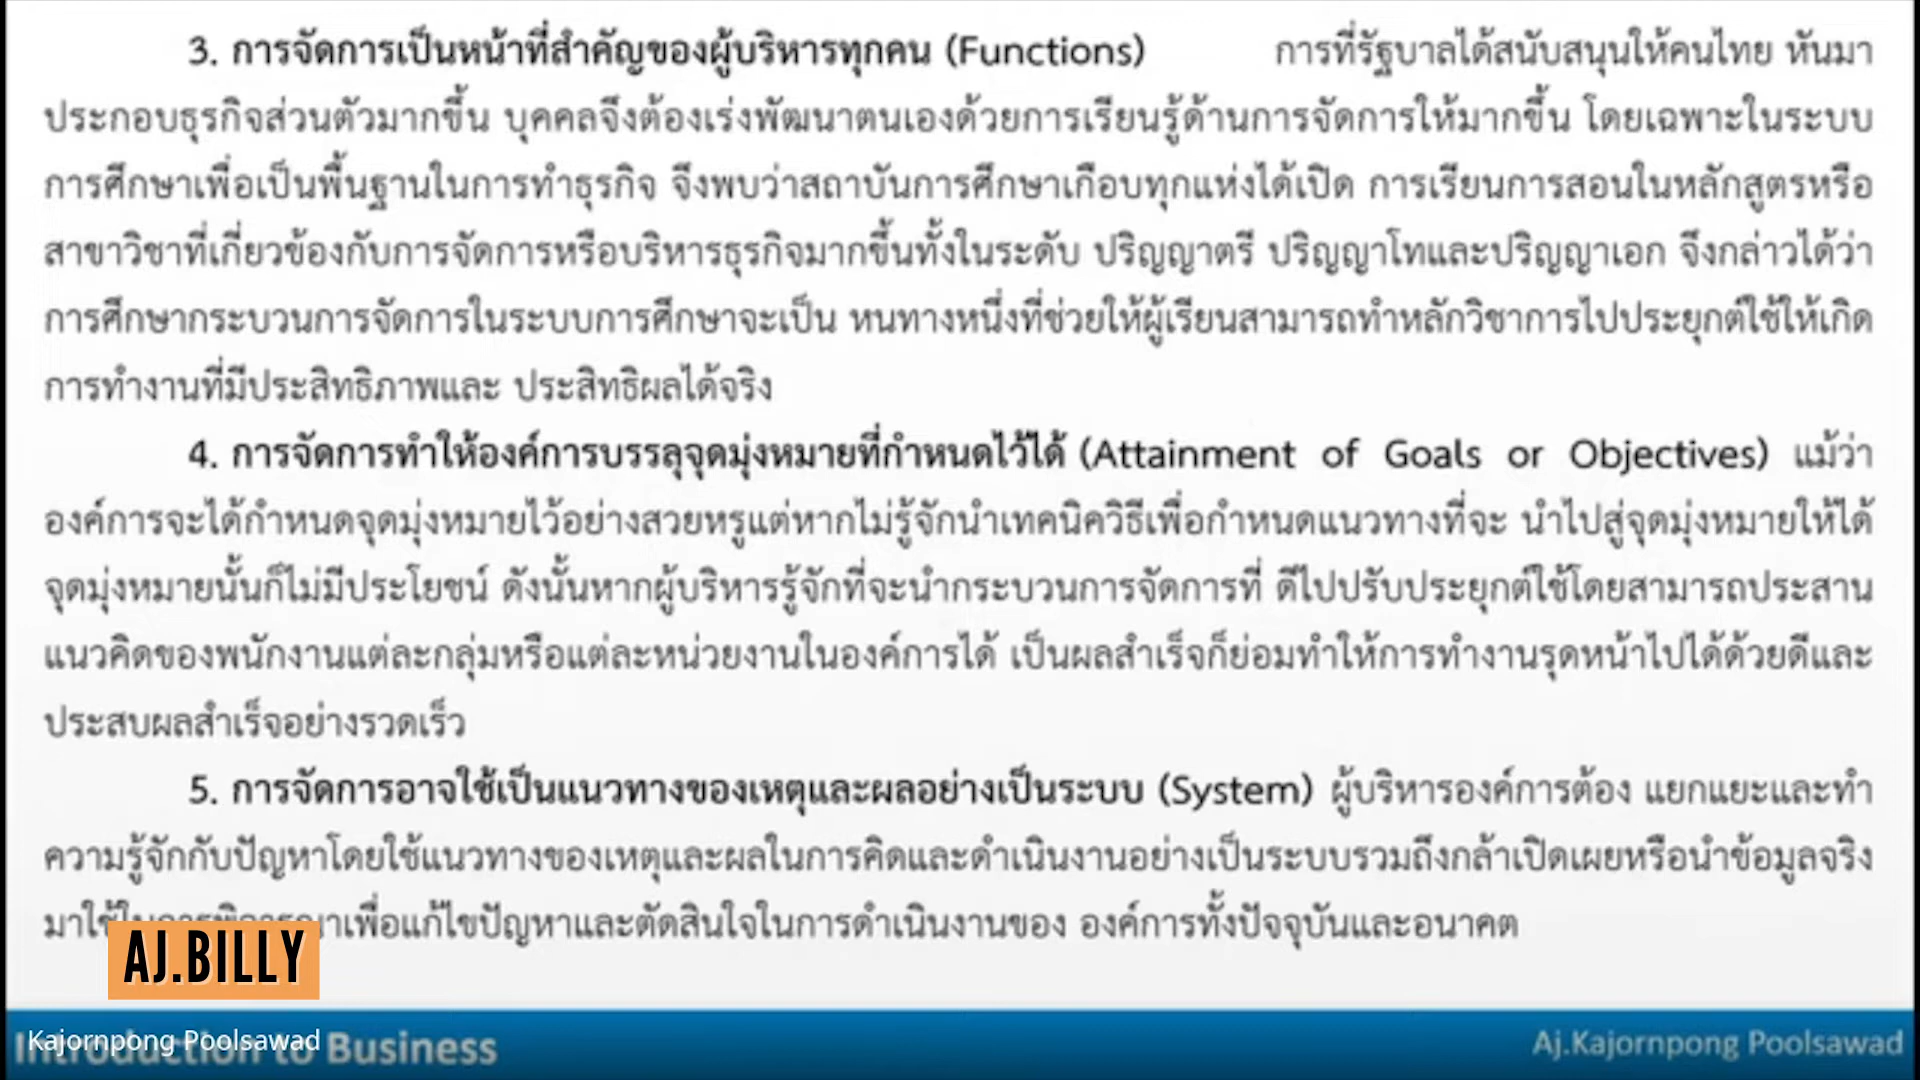 3. การจัดการเป็นหน้าที่สำคัญของผู้บริหารทุกคน (Functions) การที่รัฐบาลได้สนับสนุนให้คนไทย หันมา
ประกอบธุรกิจส่วนตัวมากขึ้น บุคคลจึงต้องเร่งพัฒนาตนเองด้วยการเรียนรู้ด้านการจัดการให้มากขึ้น โดยเฉพาะในระบบ
การศึกษาเพื่อเป็นพื้นฐานในการทำธุรกิจ จึงพบว่าสถาบันการศึกษาเกือบทุกแห่งได้เปิด การเรียนการสอนในหลักสูตรหรือ
สาขาวิชาที่เกี่ยวข้องกับการจัดการหรือบริหารธุรกิจมากขึ้นทั้งในระดับ ปริญญาตรี ปริญญาโทและปริญญาเอก จึงกล่าวได้ว่า
การศึกษากระบวนการจัดการในระบบการศึกษาจะเป็น หนทางหนึ่งที่ช่วยให้ผู้เรียนสามารถทำหลักวิชาการไปประยุกต์ใช้ให้เกิด
การทำงานที่มีประสิทธิภาพและ ประสิทธิผลได้จริง
4. การจัดการทำให้องค์การบรรลุจุดมุ่งหมายที่กำหนดไว้ได้ (Attainment of Goals or Objectives) แม้ว่า
องค์การจะได้กำหนดจุดมุ่งหมายไว้อย่างสวยหรูแต่หากไม่รู้จักนำเทคนิควิธีเพื่อกำหนดแนวทางที่จะ นำไปสู่จุดมุ่งหมายให้ได้
จุดมุ่งหมายนั้นก็ไม่มีประโยชน์ ดังนั้นหากผู้บริหารรู้จักที่จะนำกระบวนการจัดการที่ ดีไปปรับประยุกต์ใช้โดยสามารถประสาน
แนวคิดของพนักงานแต่ละกลุ่มหรือแต่ละหน่วยงานในองค์การได้ เป็นผลสำเร็จก็ย่อมทำให้การทำงานรุดหน้าไปได้ด้วยดีและ
ประสบผลสำเร็จอย่างรวดเร็ว
5. การจัดการอาจใช้เป็นแนวทางของเหตุและผลอย่างเป็นระบบ (System) ผู้บริหารองค์การต้อง แยกแยะและทำ
ความรู้จักกับปัญหาโดยใช้แนวทางของเหตุและผลในการคิดและดำเนินงานอย่างเป็นระบบรวมถึงกล้าเปิดเผยหรือนำข้อมูลจริง
มาใช้ในการพิจารณาเพื่อแก้ไขปัญหาและตัดสินใจในการดำเนินงานของ องค์การทั้งปัจจุบันและอนาคต
AJ.BILLY
Kajornpong Poolsawad
Introduction to Business
Aj.Kajornpong Poolsawad